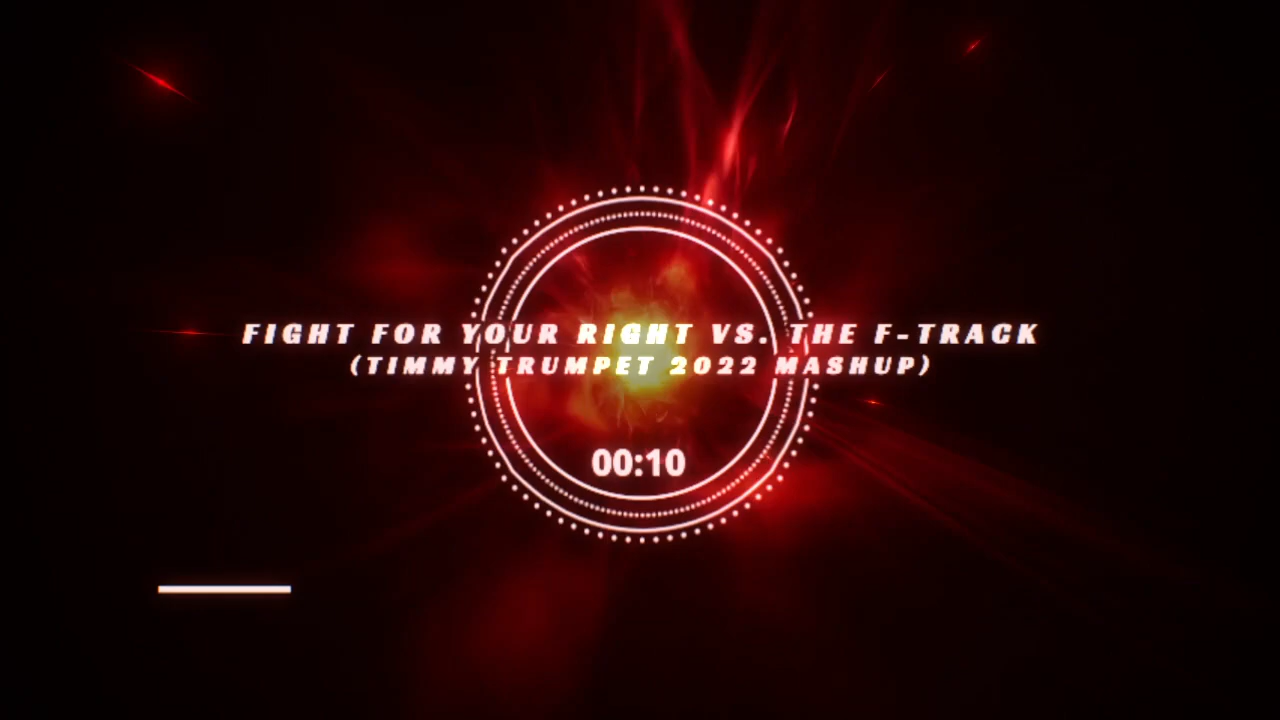 FIGHT FOR YOUR RIGHT VS. THE F-TRACK
(TIMMY TRUMPET 2022 MASHUP)
00:10